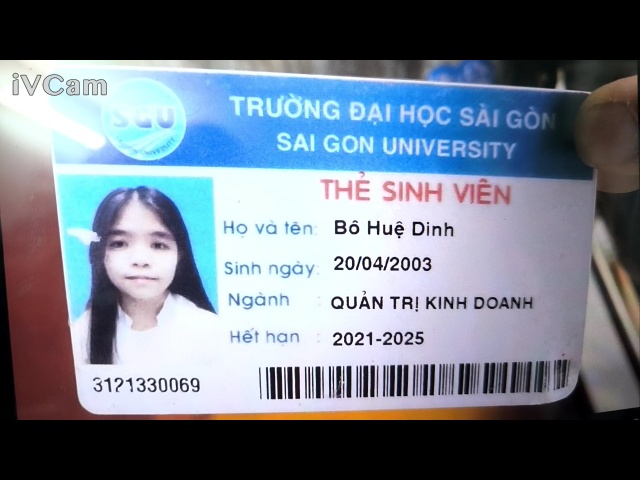 iVCam
SGU
TRƯỜNG ĐẠI HỌC SÀI GÒN
SAI GON UNIVERSITY
THẺ SINH VIÊN
Họ và tên: Bô Huệ Dinh
Sinh ngày: 20/04/2003
Ngành : QUẢN TRỊ KINH DOANH
Hết hạn : 2021-2025
3121330069